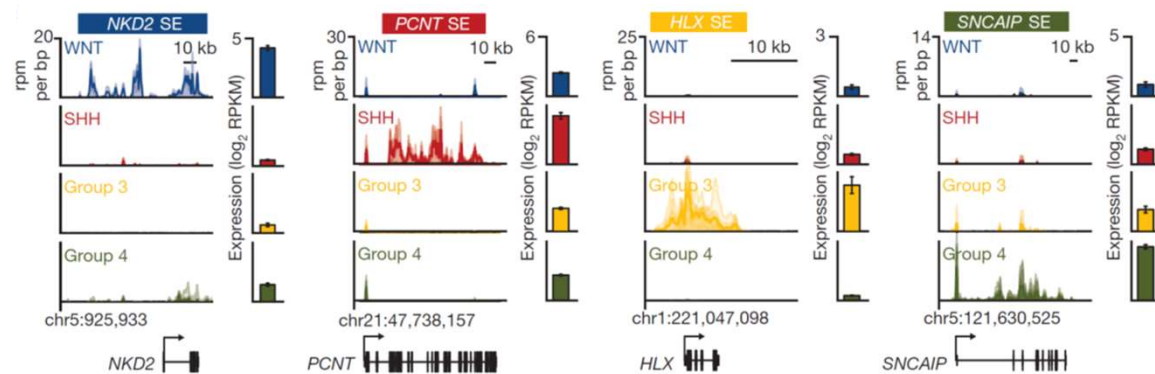 NKD2 SE
20
rpm
per bp
WNT
10 kb
SHH
Group 3
Group 4
chr5:925,933
NKD2
5
Expression (log2 RPKM)
PCNT SE
30
rpm
per bp
WNT
10 kb
SHH
Group 3
Group 4
chr21:47,738,157
PCNT
6
Expression (log2 RPKM)
HLX SE
25
rpm
per bp
WNT
10 kb
SHH
Group 3
Group 4
chr1:221,047,098
HLX
3
Expression (log2 RPKM)
SNCAIP SE
14
rpm
per bp
WNT
10 kb
SHH
Group 3
Group 4
chr5:121,630,525
SNCAIP
5
Expression (log2 RPKM)